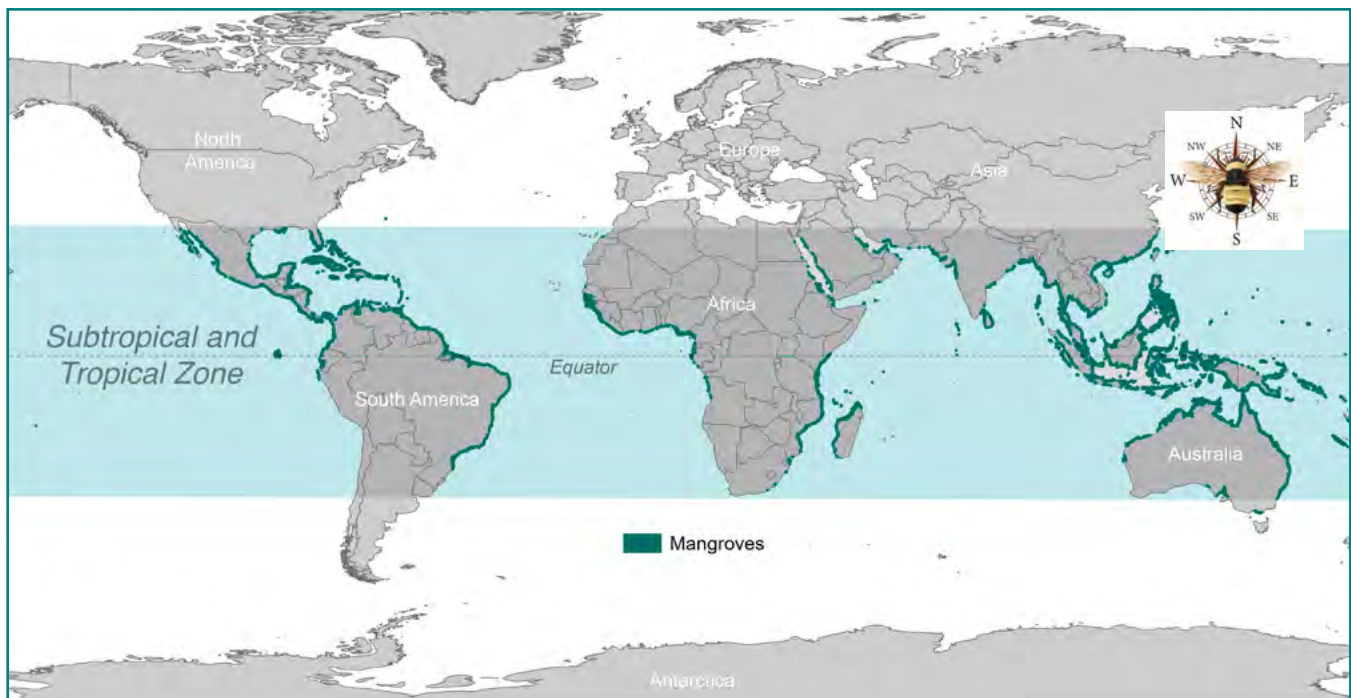 North
America
Europe
Asia
N
NW
NE
W
E
SW
SE
S
Africa
Subtropical and
Tropical Zone
Equator
South America
Australia
Mangroves
Antarctica